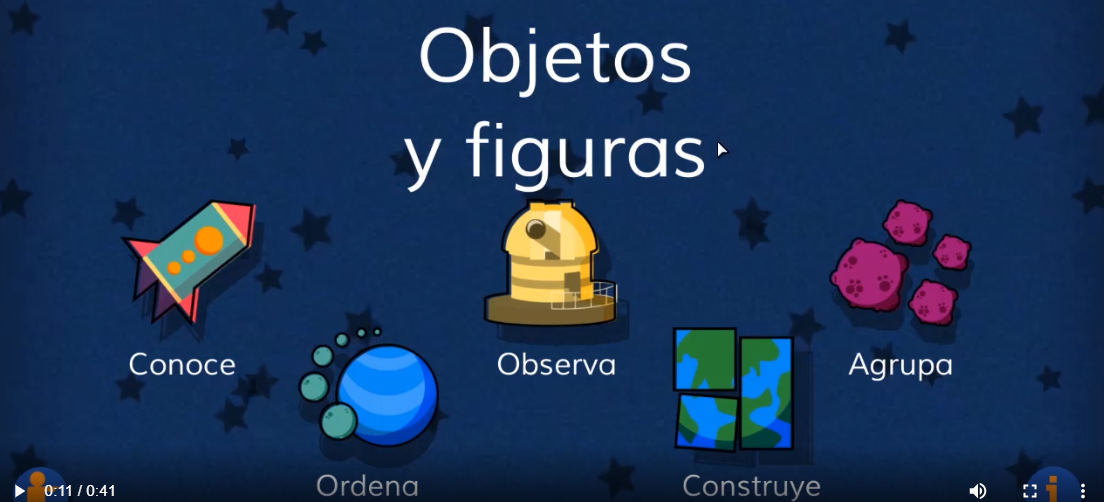 Objetos
y figuras
Conoce
Observa
Agrupa
Ordena
Construye
0:11 / 0:41